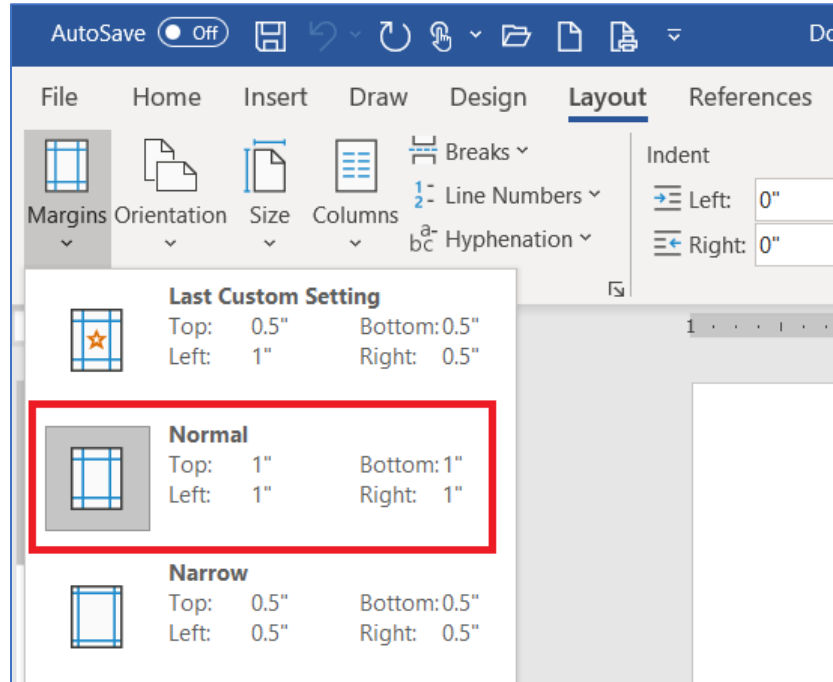 AutoSave Off
File Home Insert Draw Design Layout References
Margins Orientation Size Columns
Breaks
Line Numbers
Hyphenation
Indent
Left: 0"
Right: 0"
Last Custom Setting
Top: 0.5" Bottom: 0.5"
Left: 1" Right: 0.5"
1
Normal
Top: 1" Bottom: 1"
Left: 1" Right: 1"
Narrow
Top: 0.5" Bottom: 0.5"
Left: 0.5" Right: 0.5"